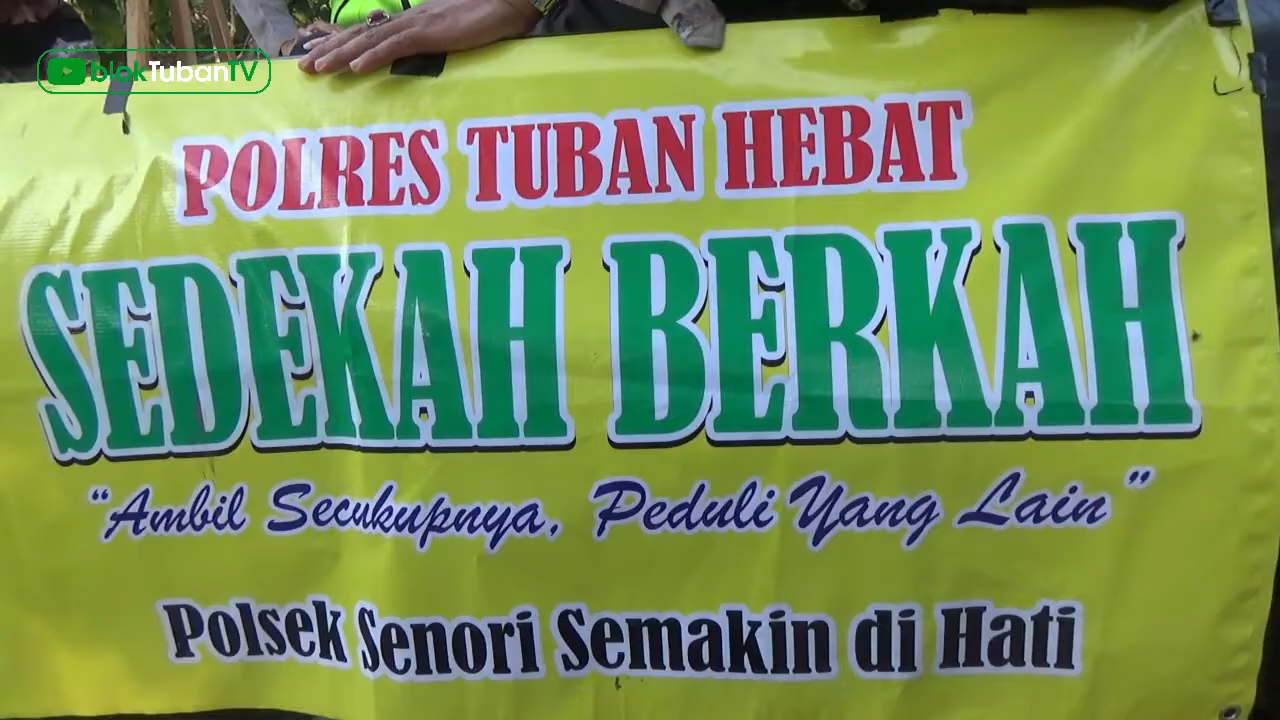 blokTubanTV
POLRES TUBAN HEBAT
SEDEKAH BERKAH
"Ambil Secukupnya, Peduli Yang Lain"
Polsek Senori Semakin di Hati